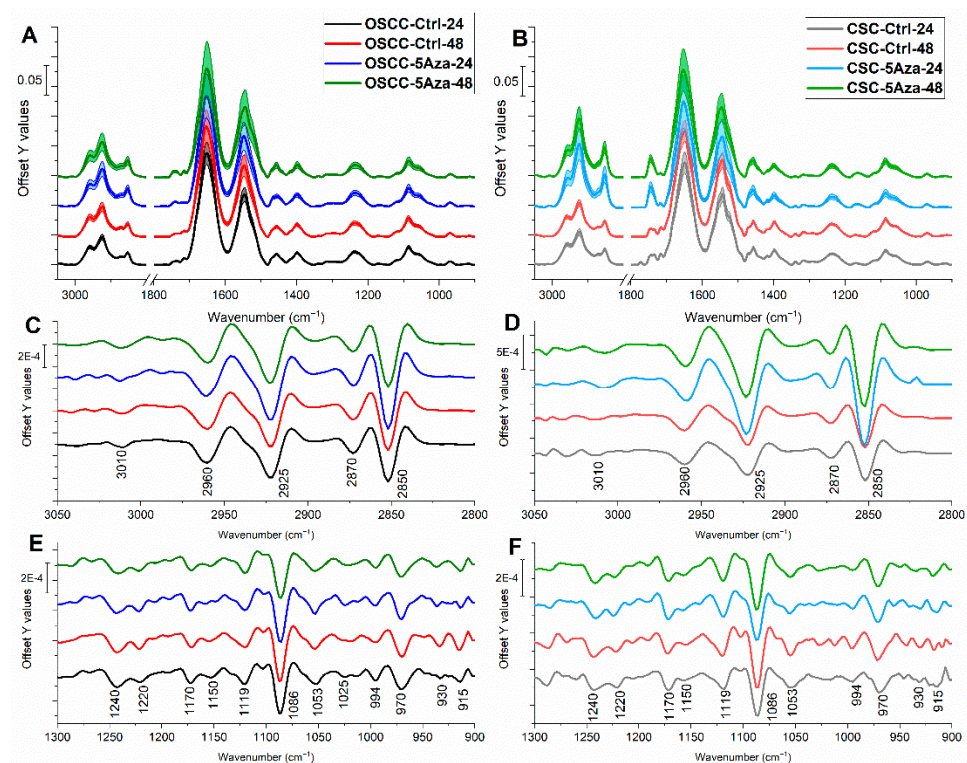 A
OSCC-Ctrl-24
OSCC-Ctrl-48
OSCC-5Aza-24
OSCC-5Aza-48
0.05
Offset Y values
3000 1800 1600 1400 1200 1000
Wavenumber (cm⁻¹)
B
CSC-Ctrl-24
CSC-Ctrl-48
CSC-5Aza-24
CSC-5Aza-48
0.05
Offset Y values
3000 1800 1600 1400 1200 1000
Wavenumber (cm⁻¹)
C
2E-4
Offset Y values
3010 2960 2925 2870 2850
3050 3000 2950 2900 2850 2800
Wavenumber (cm⁻¹)
D
5E-4
Offset Y values
3010 2960 2925 2870 2850
3050 3000 2950 2900 2850 2800
Wavenumber (cm⁻¹)
E
2E-4
Offset Y values
1240 1220 1170 1150 1119 1086 1053 1025 994 970 930 915
1300 1250 1200 1150 1100 1050 1000 950 900
Wavenumber (cm⁻¹)
F
2E-4
Offset Y values
1240 1220 1170 1150 1119 1086 1053 994 970 930 915
1300 1250 1200 1150 1100 1050 1000 950 900
Wavenumber (cm⁻¹)